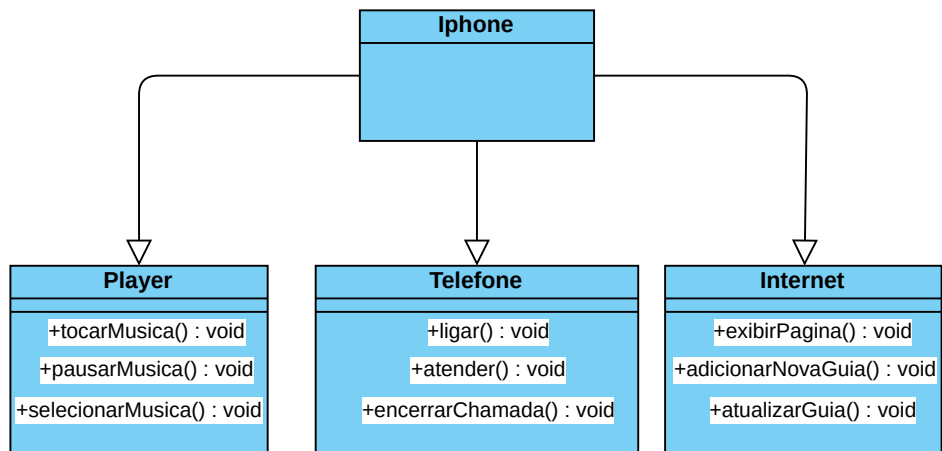 Iphone
Player
+tocarMusica() : void
+pausarMusica() : void
+selecionarMusica() : void
Telefone
+ligar() : void
+atender() : void
+encerrarChamada() : void
Internet
+exibirPagina() : void
+adicionarNovaGuia() : void
+atualizarGuia() : void